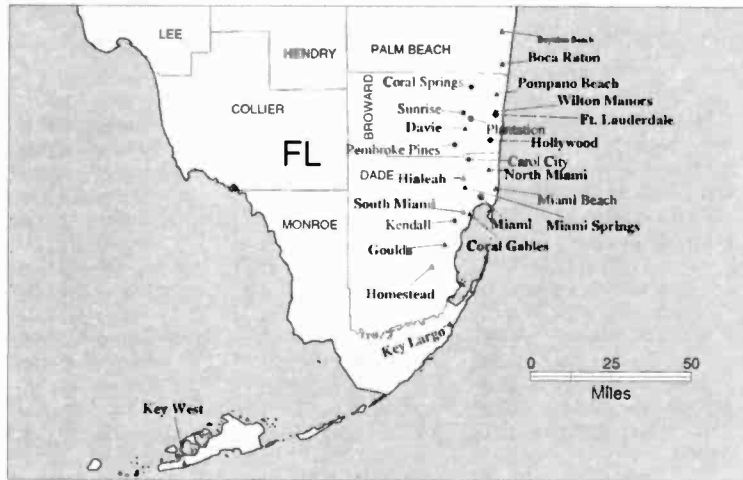 LEE
HENDRY
PALM BEACH
Boynton Beach
Boca Raton
Coral Springs
Pompano Beach
COLLIER
Wilton Manors
BROWARD
Sunrise
Ft. Lauderdale
Davie
Plantation
FL
Hollywood
Pembroke Pines
Carol City
DADE
Hialeah
North Miami
Miami Beach
South Miami
MONROE
Kendall
Miami
Miami Springs
Goulds
Coral Gables
Homestead
Key Largo
0 25 50
Miles
Key West